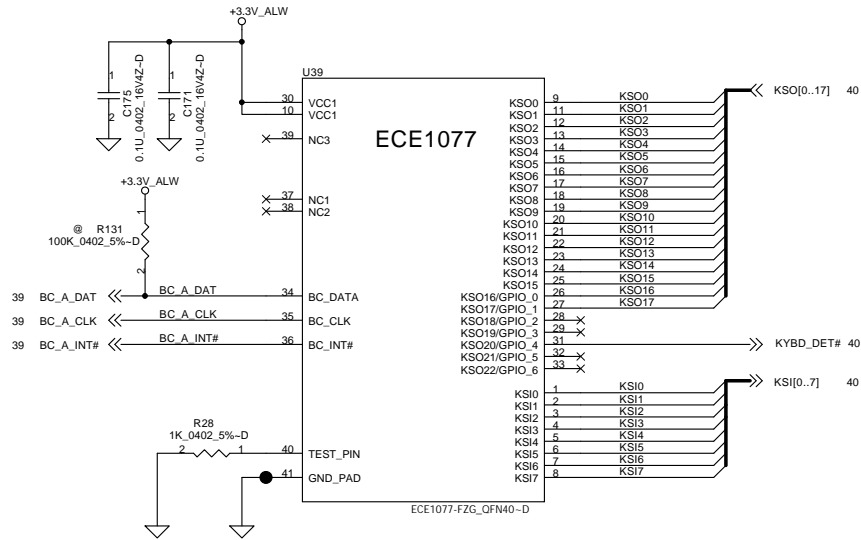 +3.3V_ALW
1
2
C175
0.1U_0402_16V4Z~D
1
2
C171
0.1U_0402_16V4Z~D
+3.3V_ALW
@ R131
100K_0402_5%~D
1
2
39 BC_A_DAT BC_A_DAT
39 BC_A_CLK BC_A_CLK
39 BC_A_INT# BC_A_INT#
R28
1K_0402_5%~D
2 1
U39
ECE1077
30 VCC1
10 VCC1
39 NC3
37 NC1
38 NC2
34 BC_DATA
35 BC_CLK
36 BC_INT#
40 TEST_PIN
41 GND_PAD
KSO0 9 KSO0
KSO1 11 KSO1
KSO2 12 KSO2
KSO3 13 KSO3
KSO4 14 KSO4
KSO5 15 KSO5
KSO6 16 KSO6
KSO7 17 KSO7
KSO8 18 KSO8
KSO9 19 KSO9
KSO10 20 KSO10
KSO11 21 KSO11
KSO12 22 KSO12
KSO13 23 KSO13
KSO14 24 KSO14
KSO15 25 KSO15
KSO16/GPIO_0 26 KSO16
KSO17/GPIO_1 27 KSO17
KSO18/GPIO_2 28
KSO19/GPIO_3 29
KSO20/GPIO_4 31
KSO21/GPIO_5 32
KSO22/GPIO_6 33
KSI0 1 KSI0
KSI1 2 KSI1
KSI2 3 KSI2
KSI3 4 KSI3
KSI4 5 KSI4
KSI5 6 KSI5
KSI6 7 KSI6
KSI7 8 KSI7
KSO[0..17] 40
KYBD_DET# 40
KSI[0..7] 40
ECE1077-FZG_QFN40~D